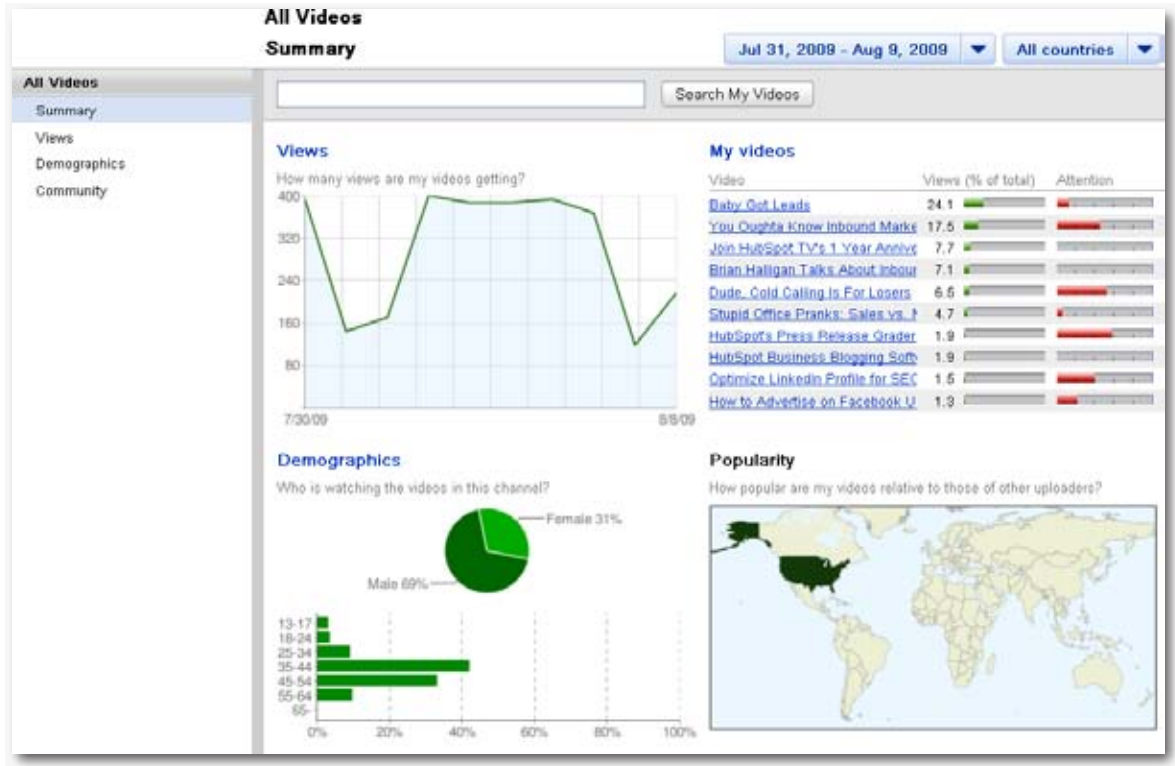 All Videos
Summary
Jul 31, 2009 - Aug 9, 2009
All countries
All Videos
Summary
Views
Demographics
Community
Search My Videos
Views
How many views are my videos getting?
400
320
240
160
80
7/30/09
8/8/09
My videos
Video Views (% of total) Attention
Baby Got Leads 24.1
You Oughta Know Inbound Marke 17.5
Join HubSpot TV's 1 Year Annive 7.7
Brian Halligan Talks About Inbour 7.1
Dude, Cold Calling Is For Losers 6.5
Stupid Office Pranks: Sales vs. M 4.7
HubSpot's Press Release Grader 1.9
HubSpot Business Blogging Soft 1.9
Optimize LinkedIn Profile for SEO 1.5
How to Advertise on Facebook U 1.3
Demographics
Who is watching the videos in this channel?
Female 31%
Male 69%
13-17
18-24
25-34
35-44
45-54
55-64
65-
0% 20% 40% 60% 80% 100%
Popularity
How popular are my videos relative to those of other uploaders?